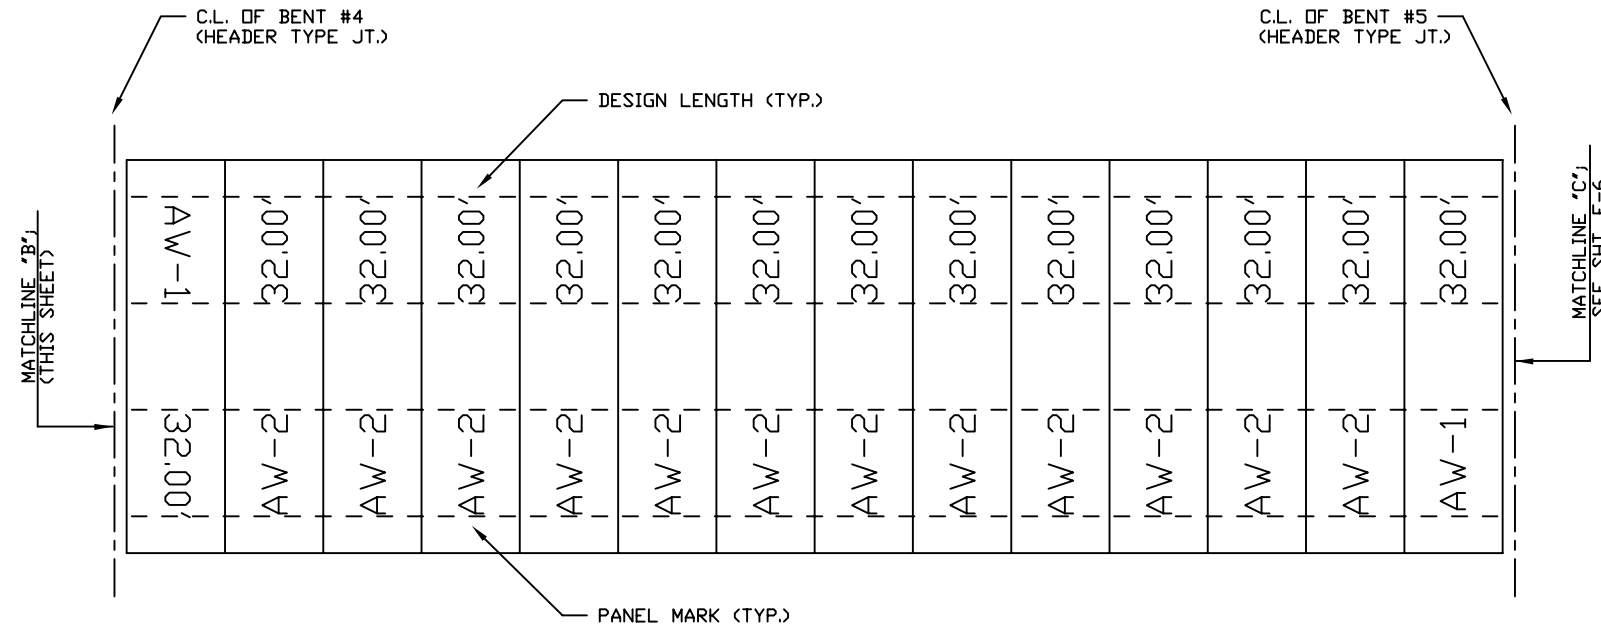 C.L. OF BENT #4
(HEADER TYPE JT.)
C.L. OF BENT #5
(HEADER TYPE JT.)
DESIGN LENGTH (TYP.)
MATCHLINE "B";
(THIS SHEET)
AW-1
32.00'
32.00'
32.00'
32.00'
32.00'
32.00'
32.00'
32.00'
32.00'
32.00'
32.00'
32.00'
32.00'
MATCHLINE "C";
SEE SHT. E-6
32.00'
AW-2
AW-2
AW-2
AW-2
AW-2
AW-2
AW-2
AW-2
AW-2
AW-2
AW-2
AW-2
AW-1
PANEL MARK (TYP.)